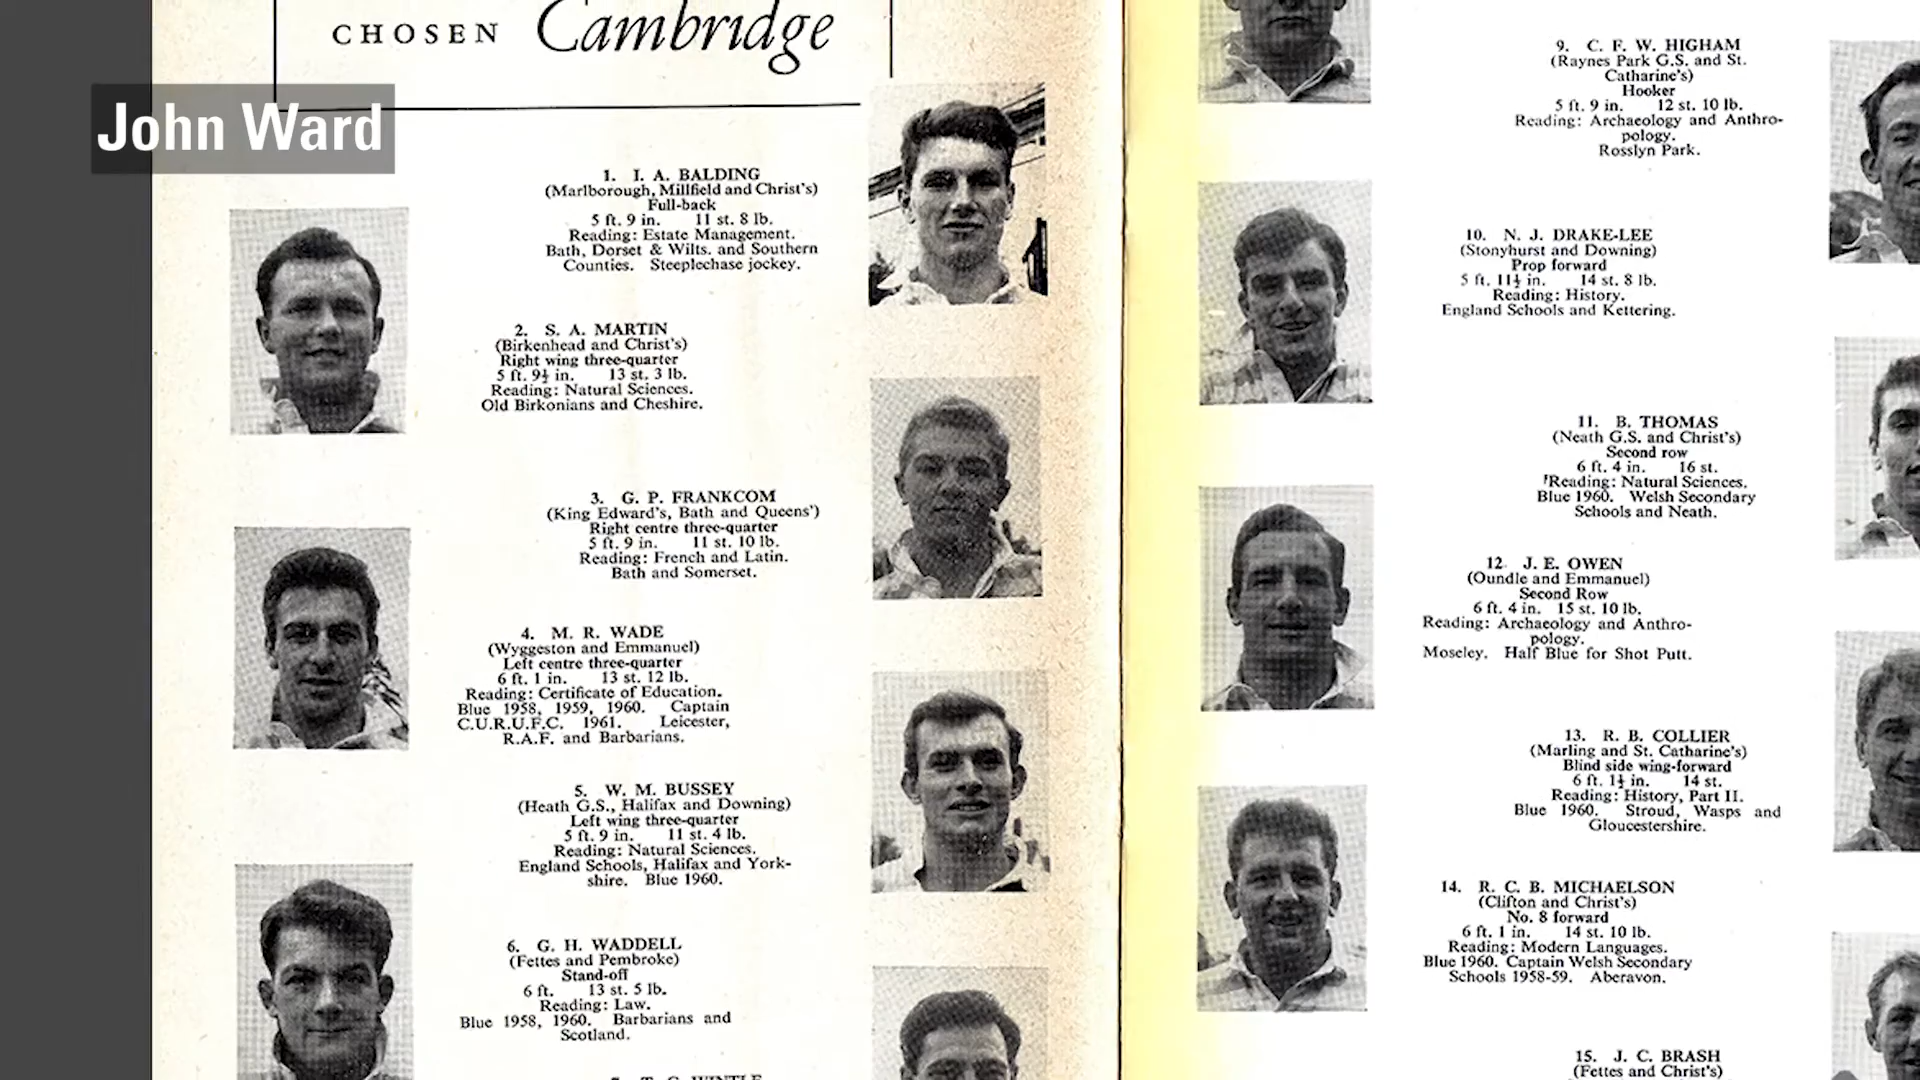 CHOSEN Cambridge
John Ward
1. I. A. BALDING
(Marlborough, Millfield and Christ's)
Full-back
5 ft. 9 in. 11 st. 8 lb.
Reading: Estate Management.
Bath, Dorset & Wilts. and Southern
Counties. Steeplechase jockey.
2. S. A. MARTIN
(Birkenhead and Christ's)
Right wing three-quarter
5 ft. 9½ in. 13 st. 3 lb.
Reading: Natural Sciences.
Old Birkonians and Cheshire.
3. G. P. FRANKCOM
(King Edward's, Bath and Queens')
Right centre three-quarter
5 ft. 9 in. 11 st. 10 lb.
Reading: French and Latin.
Bath and Somerset.
4. M. R. WADE
(Wyggeston and Emmanuel)
Left centre three-quarter
6 ft. 1 in. 13 st. 12 lb.
Reading: Certificate of Education.
Blue 1958, 1959, 1960. Captain
C.U.R.U.F.C. 1961. Leicester,
R.A.F. and Barbarians.
5. W. M. BUSSEY
(Heath G.S., Halifax and Downing)
Left wing three-quarter
5 ft. 9 in. 11 st. 4 lb.
Reading: Natural Sciences.
England Schools, Halifax and York-
shire. Blue 1960.
6. G. H. WADDELL
(Fettes and Pembroke)
Stand-off
6 ft. 13 st. 5 lb.
Reading: Law.
Blue 1958, 1960. Barbarians and
Scotland.
9. C. F. W. HIGHAM
(Raynes Park G.S. and St.
Catharine's)
Hooker
5 ft. 9 in. 12 st. 10 lb.
Reading: Archaeology and Anthro-
pology.
Rosslyn Park.
10. N. J. DRAKE-LEE
(Stonyhurst and Downing)
Prop forward
5 ft. 11½ in. 14 st. 8 lb.
Reading: History.
England Schools and Kettering.
11. B. THOMAS
(Neath G.S. and Christ's)
Second row
6 ft. 4 in. 16 st.
Reading: Natural Sciences.
Blue 1960. Welsh Secondary
Schools and Neath.
12. J. E. OWEN
(Oundle and Emmanuel)
Second Row
6 ft. 4 in. 15 st. 10 lb.
Reading: Archaeology and Anthro-
pology.
Moseley. Half Blue for Shot Putt.
13. R. B. COLLIER
(Marling and St. Catharine's)
Blind side wing-forward
6 ft. 1½ in. 14 st.
Reading: History, Part II.
Blue 1960. Stroud, Wasps and
Gloucestershire.
14. R. C. B. MICHAELSON
(Clifton and Christ's)
No. 8 forward
6 ft. 1 in. 14 st. 10 lb.
Reading: Modern Languages.
Blue 1960. Captain Welsh Secondary
Schools 1958-59. Aberavon.
15. J. C. BRASH
(Fettes and Christ's)